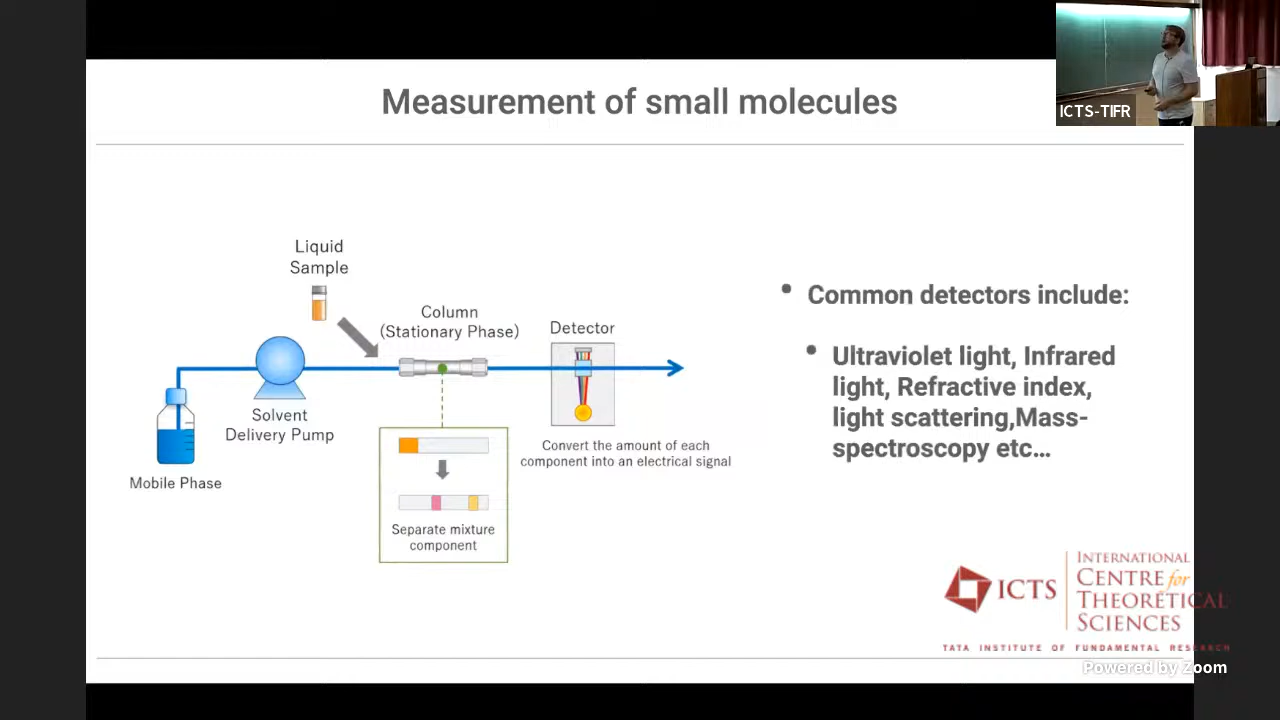 Measurement of small molecules
ICTS-TIFR
Liquid
Sample
Column
(Stationary Phase)
Detector
Solvent
Delivery Pump
Mobile Phase
Convert the amount of each
component into an electrical signal
Separate mixture
component
• Common detectors include:
• Ultraviolet light, Infrared
light, Refractive index,
light scattering,Mass-
spectroscopy etc...
ICTS
INTERNATIONAL
CENTRE for
THEORETICAL
SCIENCES
TATA INSTITUTE OF FUNDAMENTAL RESEARCH
Powered by Zoom